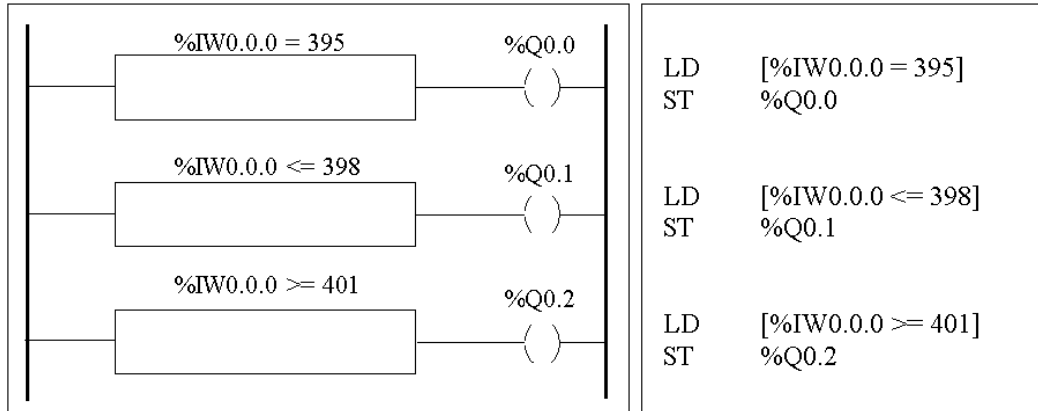 %IW0.0.0 = 395
%Q0.0
%IW0.0.0 <= 398
%Q0.1
%IW0.0.0 >= 401
%Q0.2
LD [%IW0.0.0 = 395]
ST %Q0.0
LD [%IW0.0.0 <= 398]
ST %Q0.1
LD [%IW0.0.0 >= 401]
ST %Q0.2